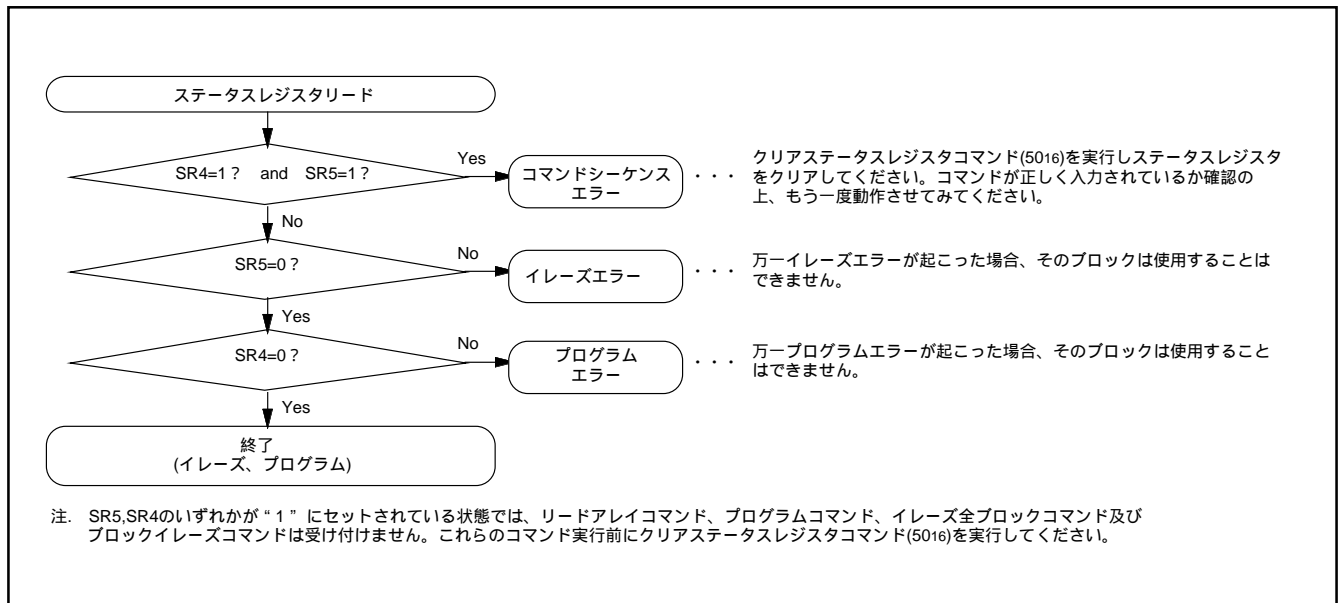 ステータスレジスタリード
SR4=1？ and SR5=1？
Yes
コマンドシーケンス
エラー
・・・
クリアステータスレジスタコマンド(5016)を実行しステータスレジスタ
をクリアしてください。コマンドが正しく入力されているか確認の
上、もう一度動作させてみてください。
No
SR5=0？
No
イレーズエラー
・・・
万一イレーズエラーが起こった場合、そのブロックは使用することは
できません。
Yes
SR4=0？
No
プログラム
エラー
・・・
万一プログラムエラーが起こった場合、そのブロックは使用すること
はできません。
Yes
終了
(イレーズ、プログラム)
注. SR5,SR4のいずれかが“1”にセットされている状態では、リードアレイコマンド、プログラムコマンド、イレーズ全ブロックコマンド及び
ブロックイレーズコマンドは受け付けません。これらのコマンド実行前にクリアステータスレジスタコマンド(5016)を実行してください。